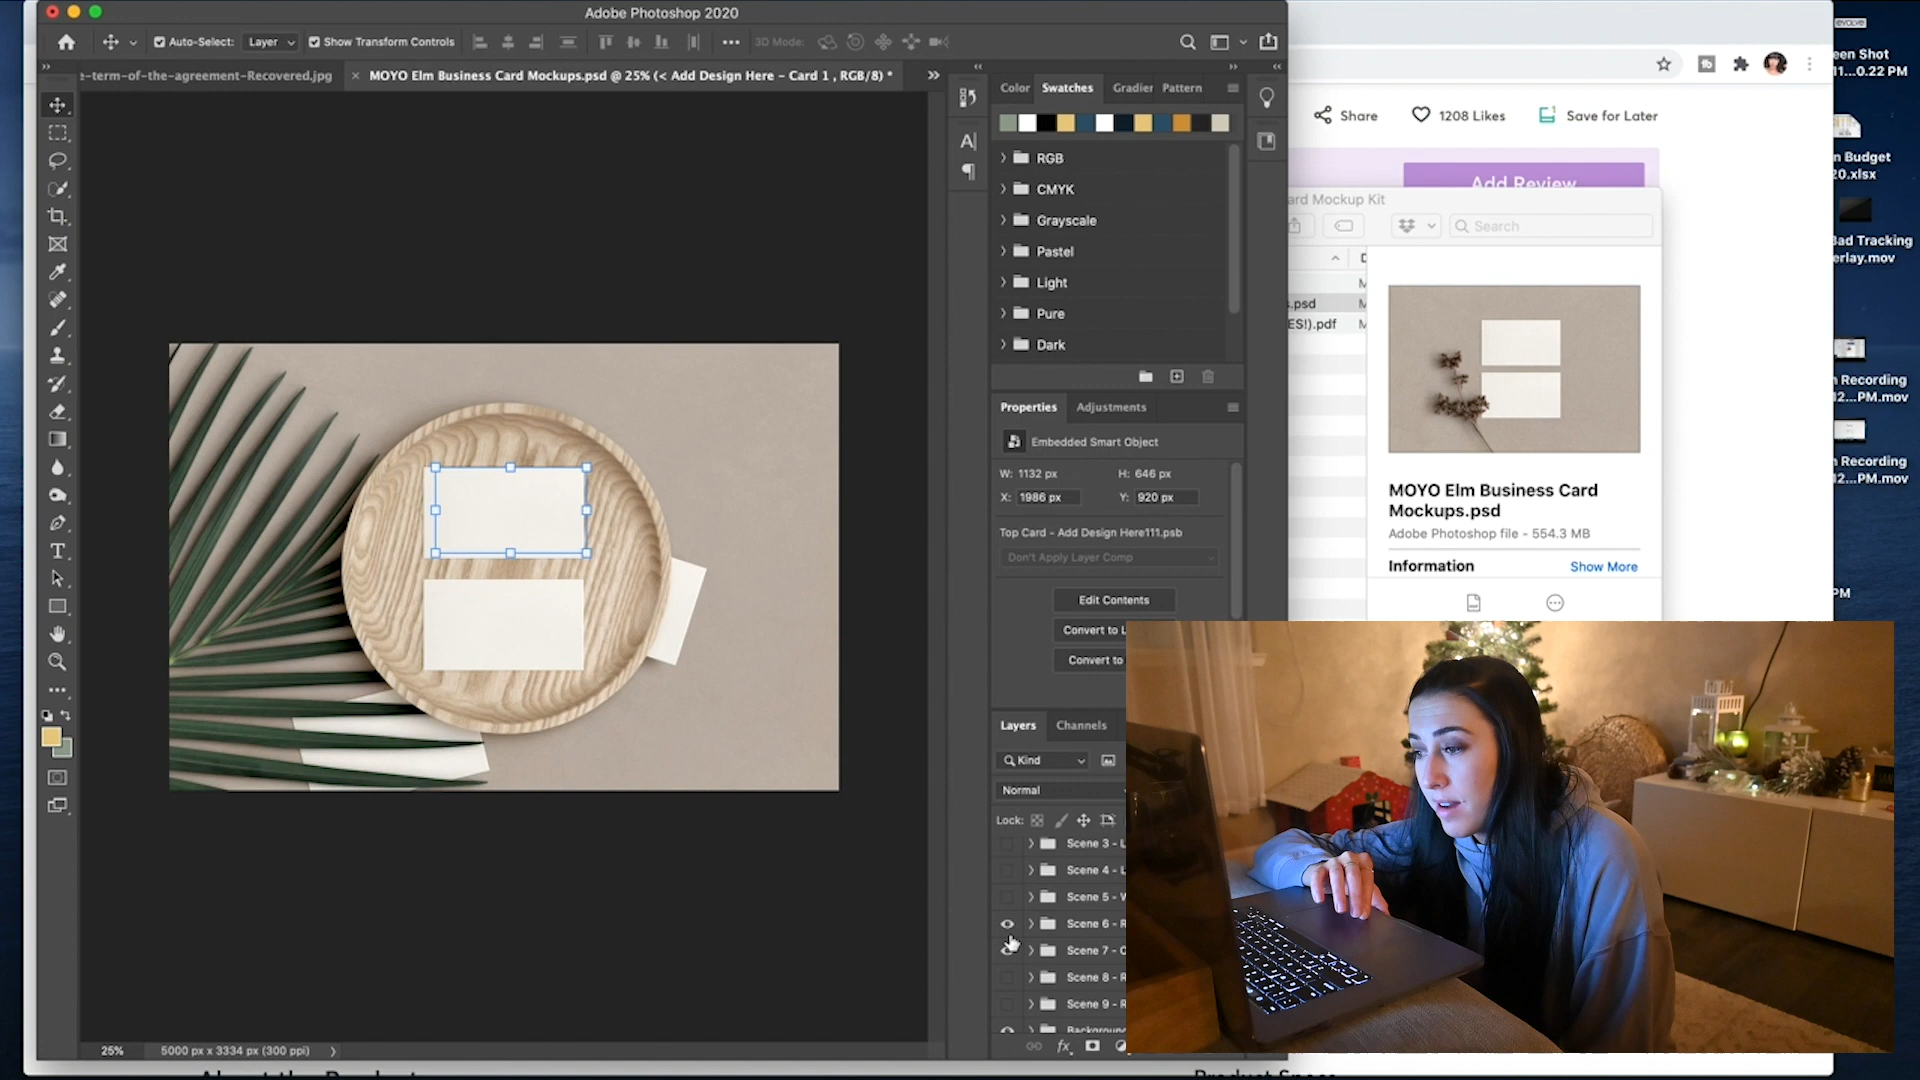 Adobe Photoshop 2020
Auto-Select: Layer Show Transform Controls 3D Mode:
e-term-of-the-agreement-Recovered.jpg
MOYO Elm Business Card Mockups.psd @ 25% (< Add Design Here - Card 1 , RGB/8) *
Color Swatches Gradier Pattern
RGB
CMYK
Grayscale
Pastel
Light
Pure
Dark
Properties Adjustments
Embedded Smart Object
W: 1132 px H: 646 px
X: 1986 px Y: 920 px
Top Card - Add Design Here111.psb
Don't Apply Layer Comp
Edit Contents
Convert to L
Convert to
Layers Channels
Kind
Normal
Lock:
Scene 3 - L
Scene 4 - L
Scene 5 - V
Scene 6 - R
Scene 7 - C
Scene 8 - R
Scene 9 - R
Background
fx
25% 5000 px x 3334 px (300 ppi)
Share 1208 Likes Save for Later
Add Review
ard Mockup Kit
Search
s.psd
ES!).pdf
MOYO Elm Business Card
Mockups.psd
Adobe Photoshop file - 554.3 MB
Information Show More
evolve
een Shot
11...0.22 PM
n Budget
20.xlsx
Bad Tracking
erlay.mov
n Recording
12...PM.mov
n Recording
12...PM.mov
PM